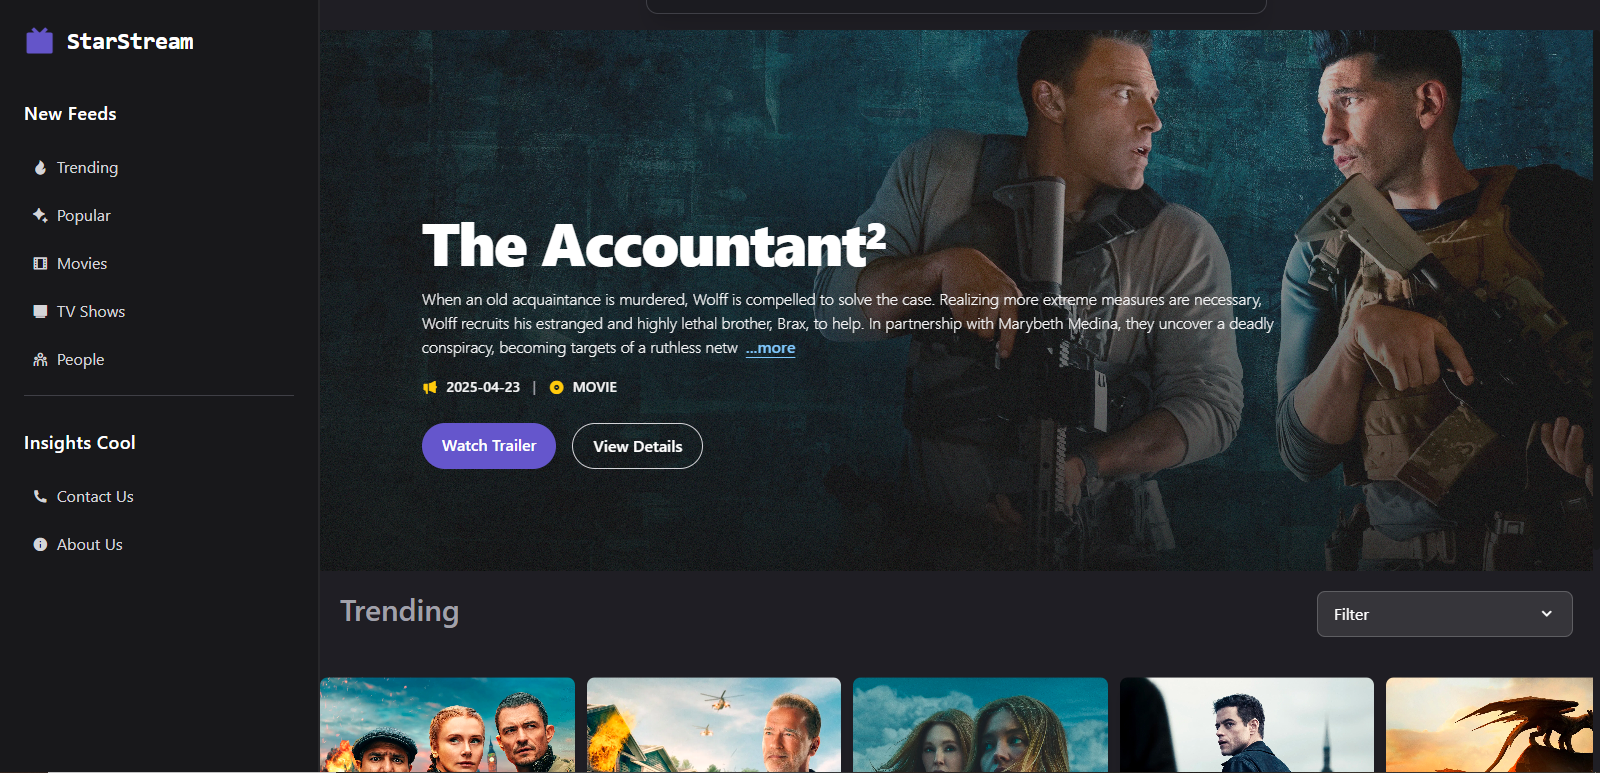 StarStream
New Feeds
Trending
Popular
Movies
TV Shows
People
Insights Cool
Contact Us
About Us
The Accountant²
When an old acquaintance is murdered, Wolff is compelled to solve the case. Realizing more extreme measures are necessary,
Wolff recruits his estranged and highly lethal brother, Brax, to help. In partnership with Marybeth Medina, they uncover a deadly
conspiracy, becoming targets of a ruthless netw ...more
2025-04-23 | MOVIE
Watch Trailer
View Details
Trending
Filter